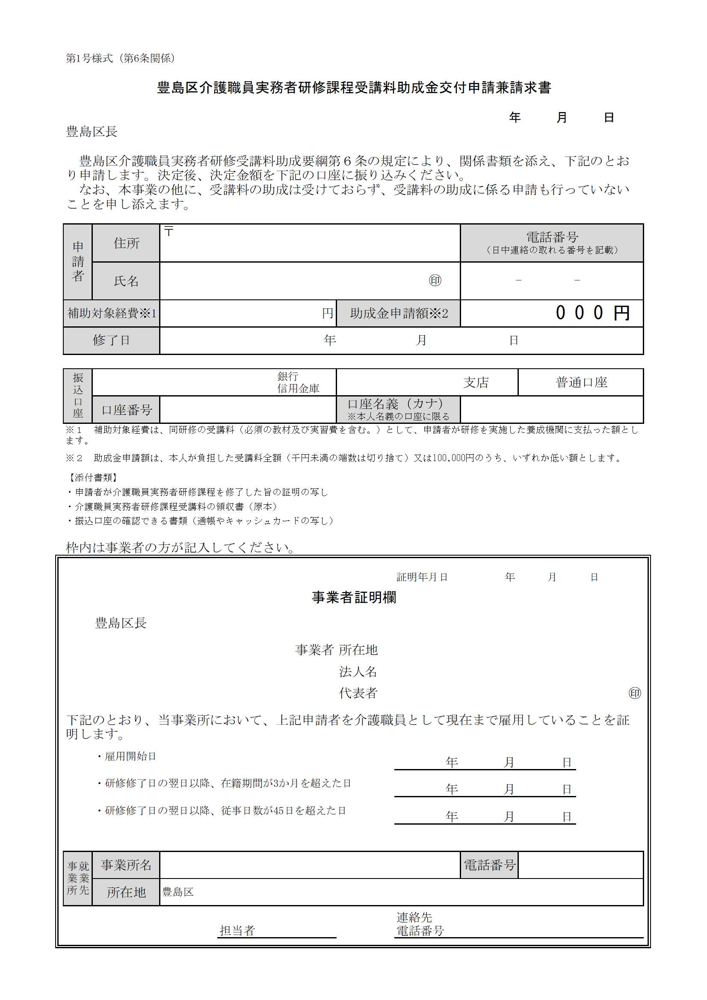 第1号様式（第6条関係）
豊島区介護職員実務者研修課程受講料助成金交付申請兼請求書
年　月　日
豊島区長
豊島区介護職員実務者研修受講料助成要綱第６条の規定により、関係書類を添え、下記のとお
り申請します。決定後、決定金額を下記の口座に振り込みください。
なお、本事業の他に、受講料の助成は受けておらず、受講料の助成に係る申請も行っていない
ことを申し添えます。
申請者
住所
〒
電話番号
（日中連絡の取れる番号を記載）
氏名
㊞
－　－
補助対象経費※1
円
助成金申請額※2
０００円
修了日
年　月　日
振込口座
銀行
信用金庫
支店
普通口座
口座番号
口座名義（カナ）
※本人名義の口座に限る
※１　補助対象経費は、同研修の受講料（必須の教材及び実習費を含む。）として、申請者が研修を実施した養成機関に支払った額とし
ます。
※２　助成金申請額は、本人が負担した受講料全額（千円未満の端数は切り捨て）又は100,000円のうち、いずれか低い額とします。
【添付書類】
・申請者が介護職員実務者研修課程を修了した旨の証明の写し
・介護職員実務者研修課程受講料の領収書（原本）
・振込口座の確認できる書類（通帳やキャッシュカードの写し）
枠内は事業者の方が記入してください。
証明年月日　年　月　日
事業者証明欄
豊島区長
事業者 所在地
法人名
代表者
㊞
下記のとおり、当事業所において、上記申請者を介護職員として現在まで雇用していることを証
明します。
・雇用開始日
年　月　日
・研修修了日の翌日以降、在籍期間が3か月を超えた日
年　月　日
・研修修了日の翌日以降、従事日数が45日を超えた日
年　月　日
就業先
事業所
事業所名
電話番号
所在地
豊島区
担当者
連絡先
電話番号